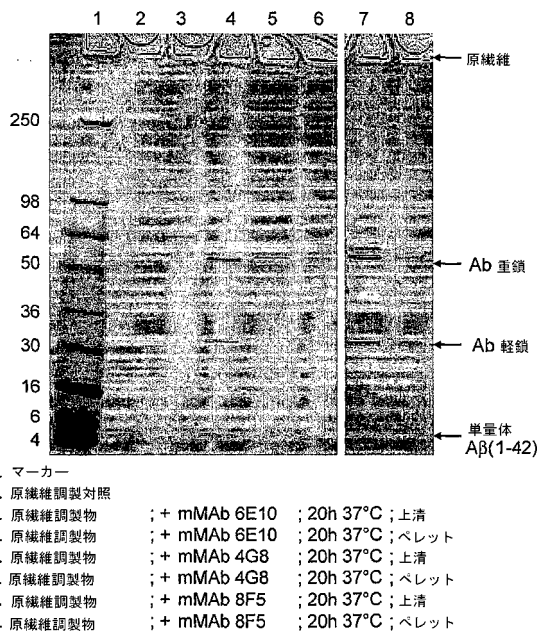 1 2 3 4 5 6 7 8
原繊維
250
98
64
50
Ab 重鎖
36
30
Ab 軽鎖
16
6
4
単量体
Aβ(1-42)
. マーカー
. 原繊維調製対照
. 原繊維調製物 ; + mMAb 6E10 ; 20h 37°C ; 上清
. 原繊維調製物 ; + mMAb 6E10 ; 20h 37°C ; ペレット
. 原繊維調製物 ; + mMAb 4G8 ; 20h 37°C ; 上清
. 原繊維調製物 ; + mMAb 4G8 ; 20h 37°C ; ペレット
. 原繊維調製物 ; + mMAb 8F5 ; 20h 37°C ; 上清
. 原繊維調製物 ; + mMAb 8F5 ; 20h 37°C ; ペレット